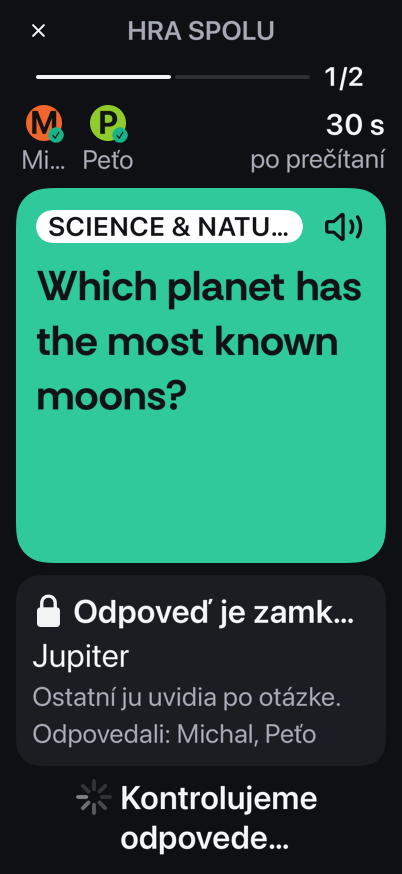 HRA SPOLU
1/2
M P
Mi... Peťo
30 s
po prečítaní
SCIENCE & NATU...
Which planet has
the most known
moons?
Odpoveď je zamk...
Jupiter
Ostatní ju uvidia po otázke.
Odpovedali: Michal, Peťo
Kontrolujeme
odpovede...